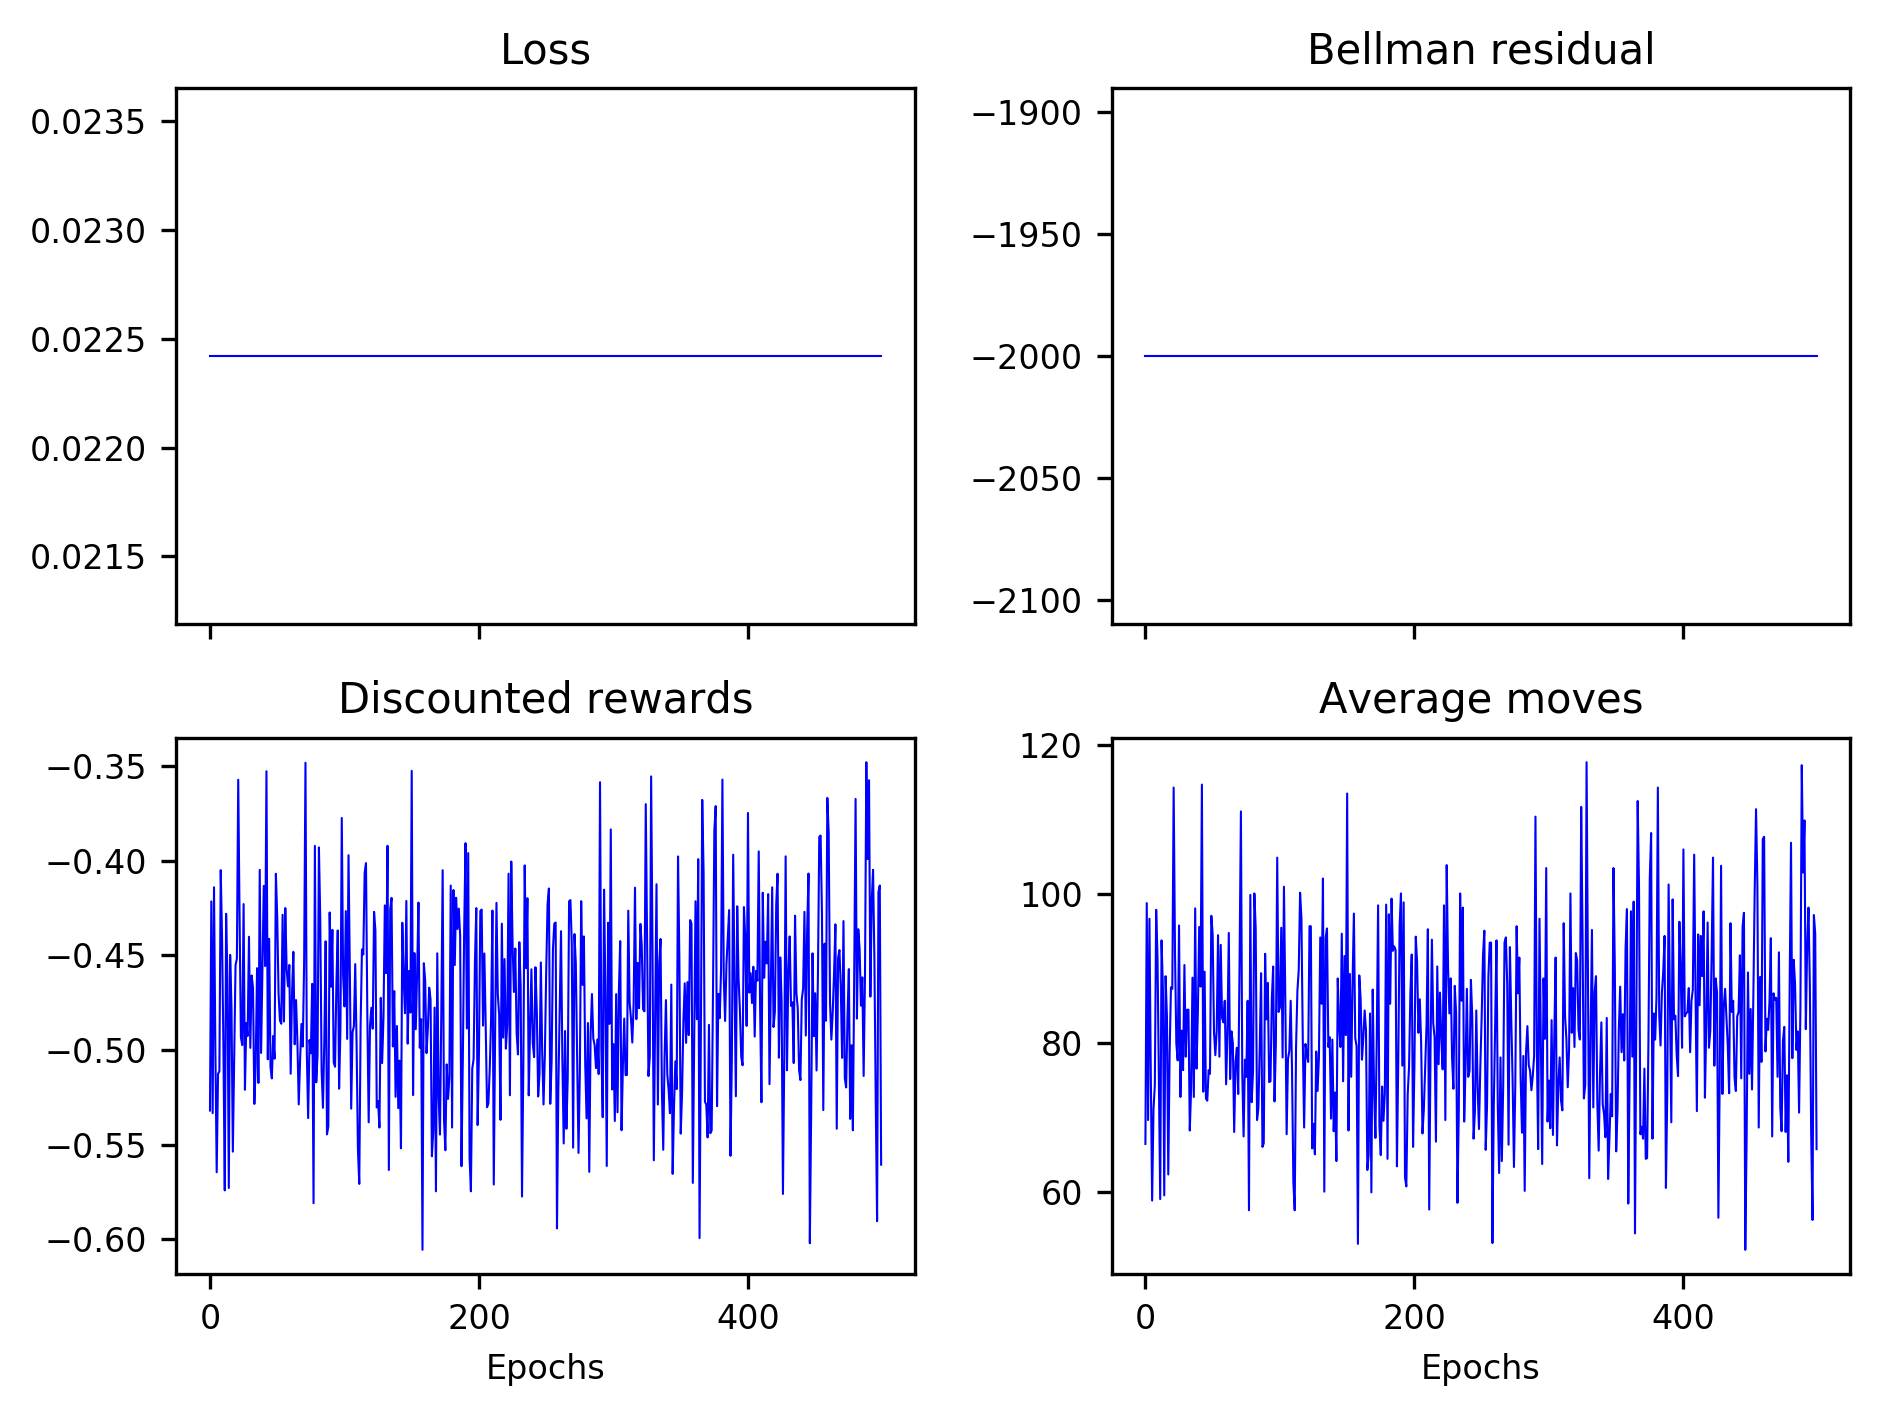 Loss
0.0235
0.0230
0.0225
0.0220
0.0215
Bellman residual
−1900
−1950
−2000
−2050
−2100
Discounted rewards
−0.35
−0.40
−0.45
−0.50
−0.55
−0.60
0 200 400
Epochs
Average moves
120
100
80
60
0 200 400
Epochs